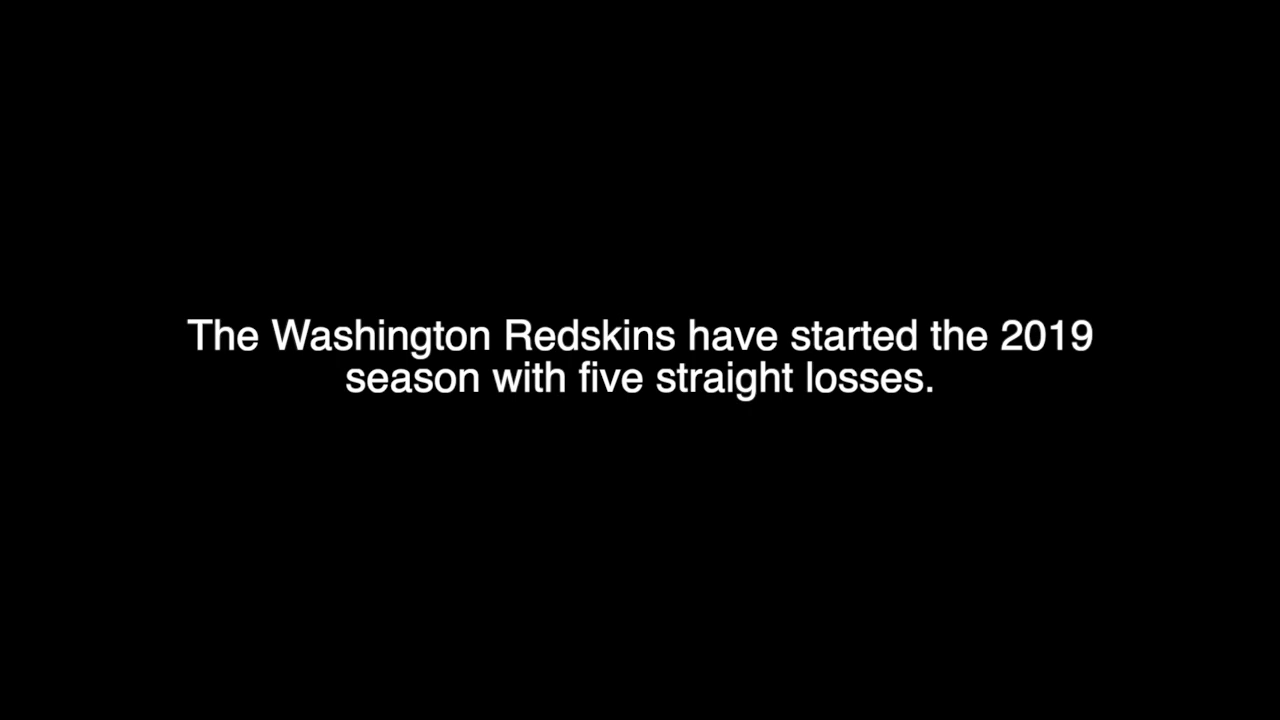 The Washington Redskins have started the 2019
season with five straight losses.